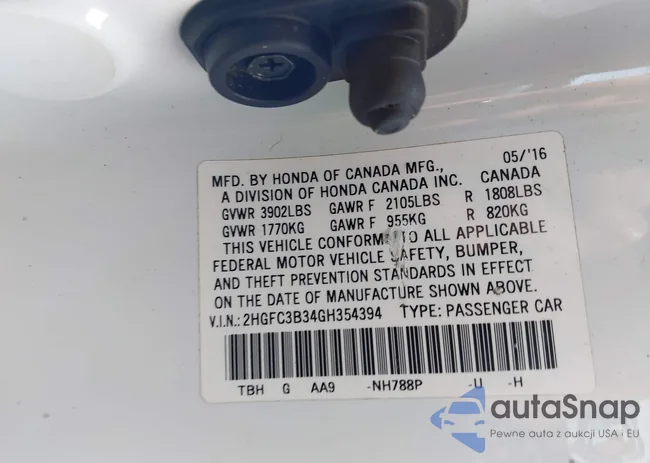 MFD. BY HONDA OF CANADA MFG., 05/'16
A DIVISION OF HONDA CANADA INC. CANADA
GVWR 3902LBS GAWR F 2105LBS R 1808LBS
GVWR 1770KG GAWR F 955KG R 820KG
THIS VEHICLE CONFORMS TO ALL APPLICABLE
FEDERAL MOTOR VEHICLE SAFETY, BUMPER,
AND THEFT PREVENTION STANDARDS IN EFFECT
ON THE DATE OF MANUFACTURE SHOWN ABOVE.
V.I.N.: 2HGFC3B34GH354394 TYPE: PASSENGER CAR
TBH G AA9 -NH788P -U -H
autaSnap
Pewne auta z aukcji USA i EU